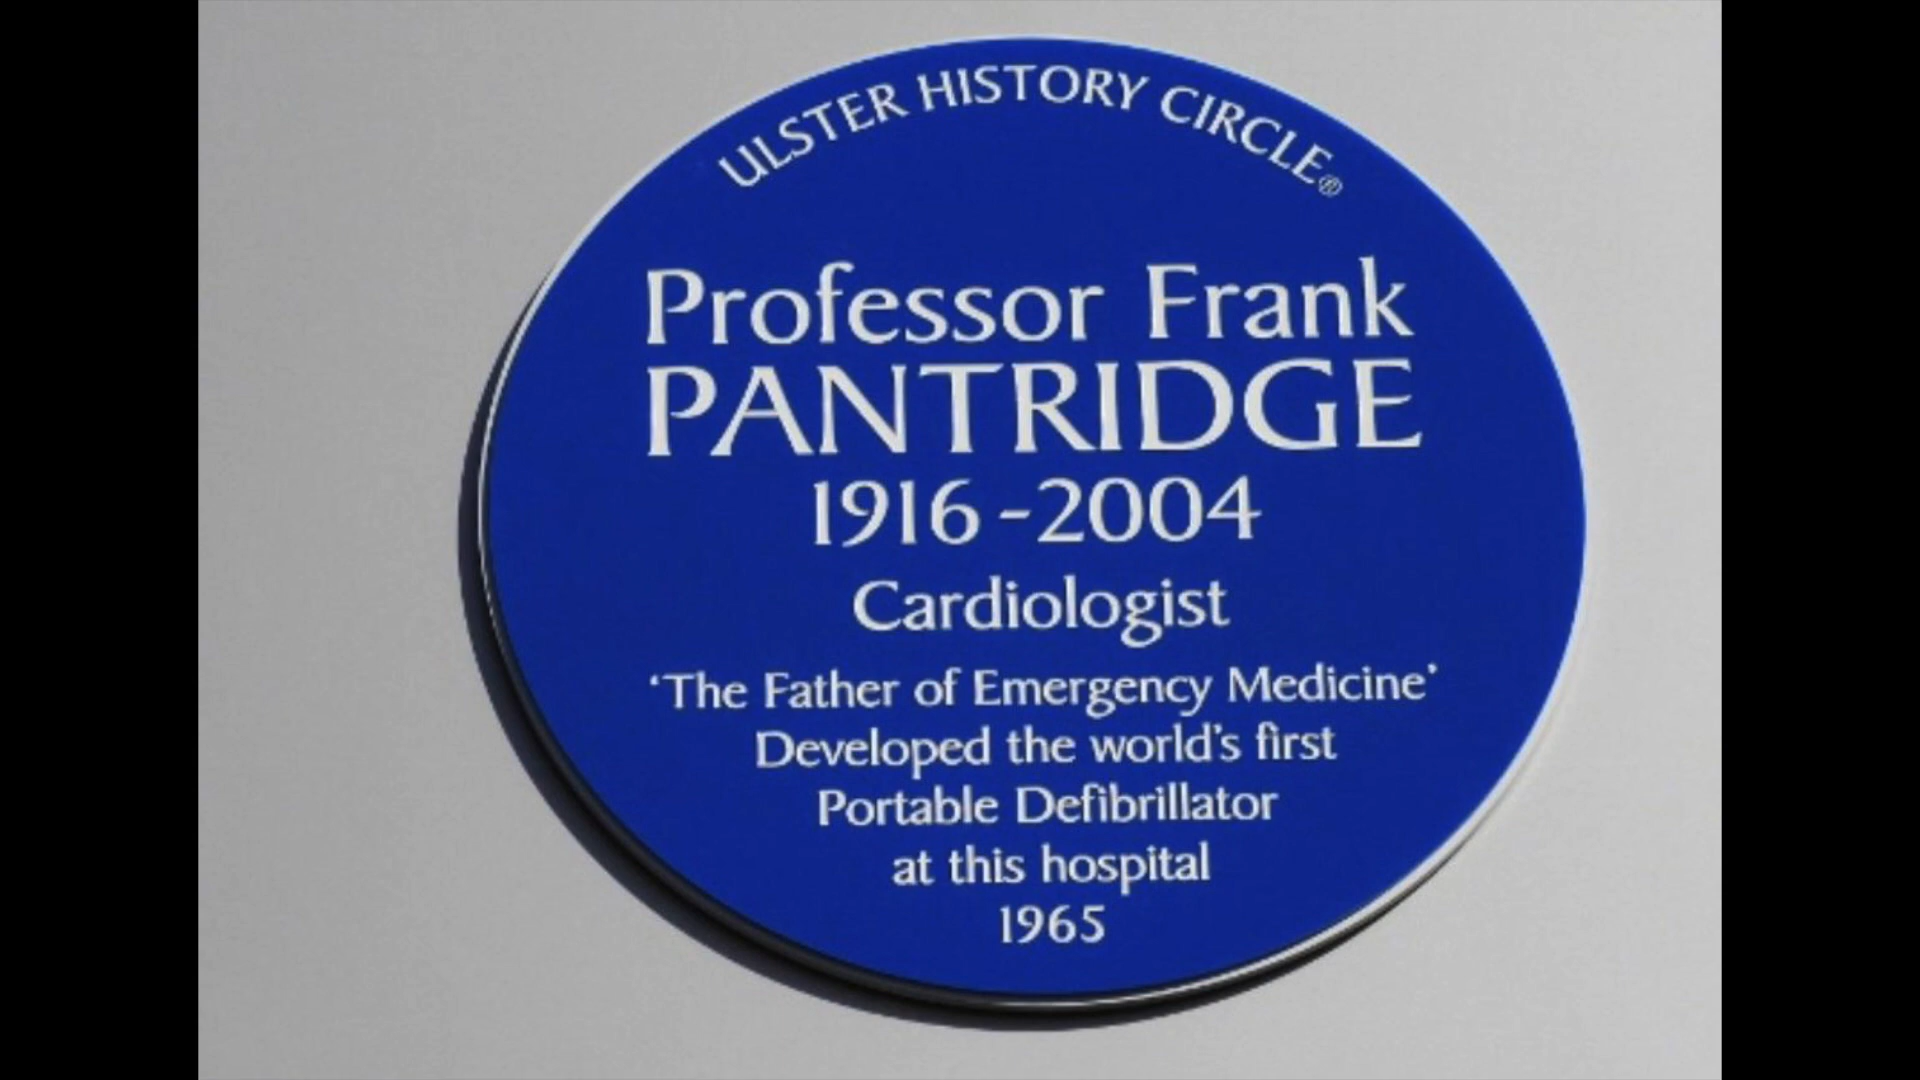 ULSTER HISTORY CIRCLE®
Professor Frank
PANTRIDGE
1916-2004
Cardiologist
‘The Father of Emergency Medicine’
Developed the world's first
Portable Defibrillator
at this hospital
1965